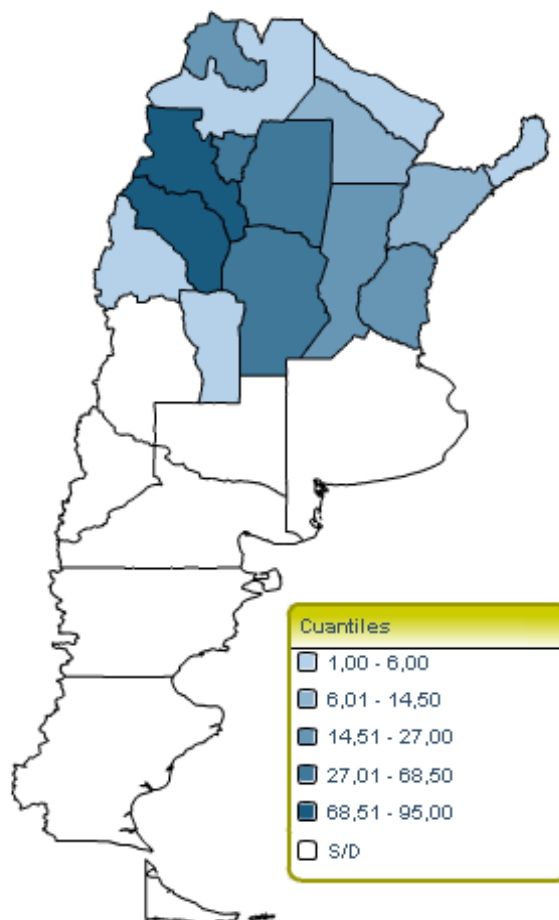 Cuantiles
1,00 - 6,00
6,01 - 14,50
14,51 - 27,00
27,01 - 68,50
68,51 - 95,00
S/D